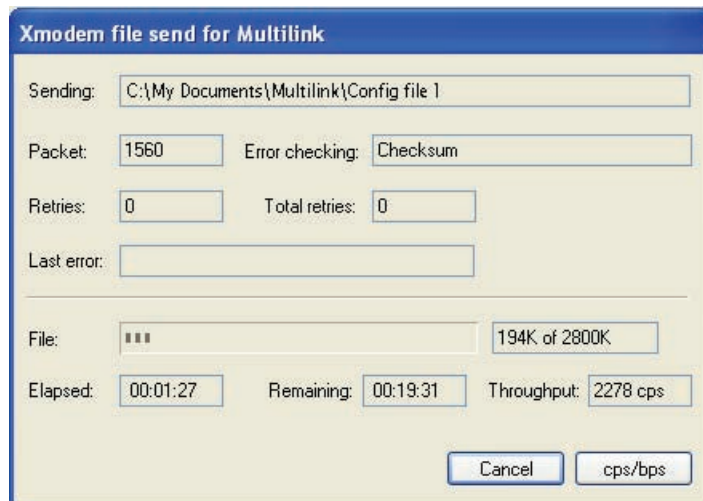 Xmodem file send for Multilink
Sending: C:\My Documents\Multilink\Config file 1
Packet: 1560 Error checking: Checksum
Retries: 0 Total retries: 0
Last error:
File: 194K of 2800K
Elapsed: 00:01:27 Remaining: 00:19:31 Throughput: 2278 cps
Cancel cps/bps